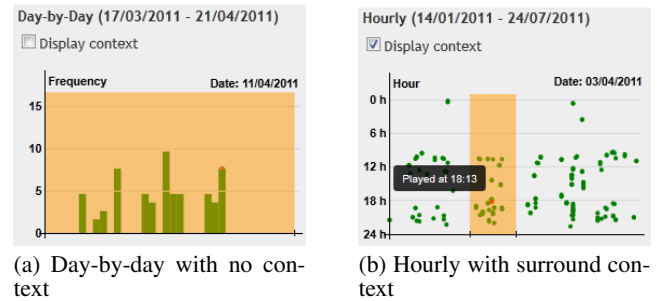 Day-by-Day (17/03/2011 - 21/04/2011)
Display context
Frequency
Date: 11/04/2011
15
10
5
0
(a) Day-by-day with no con-
text
Hourly (14/01/2011 - 24/07/2011)
Display context
Hour
Date: 03/04/2011
0 h
6 h
12 h
Played at 18:13
18 h
24 h
(b) Hourly with surround con-
text